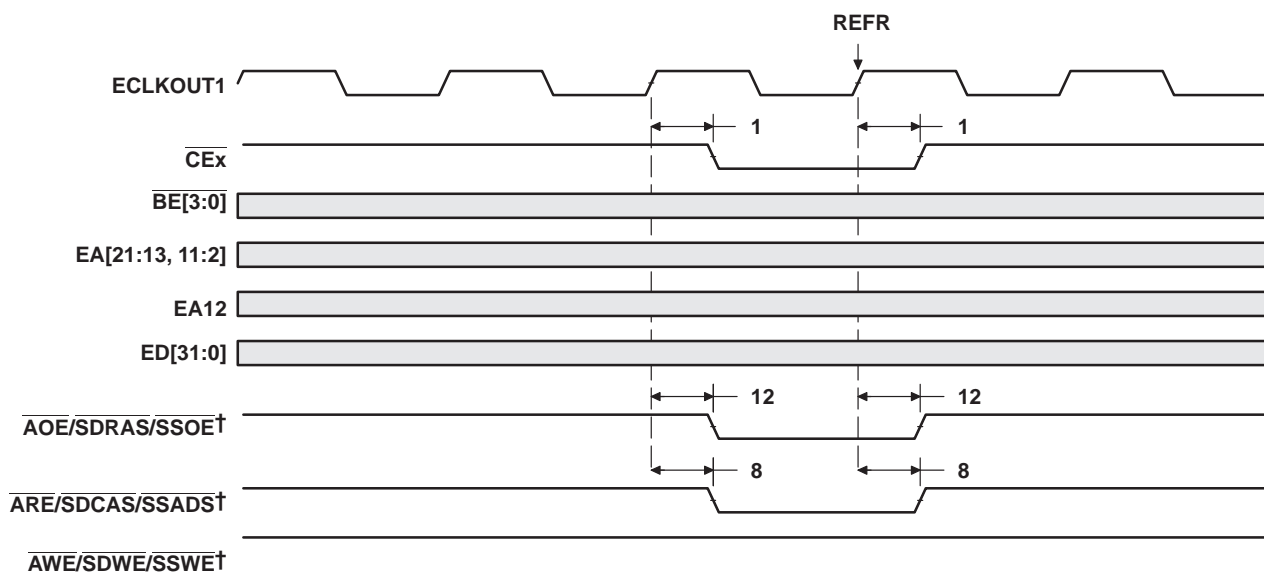 REFR
ECLKOUT1
1 1
CEx
BE[3:0]
EA[21:13, 11:2]
EA12
ED[31:0]
12 12
AOE/SDRAS/SSOE†
8 8
ARE/SDCAS/SSADS†
AWE/SDWE/SSWE†